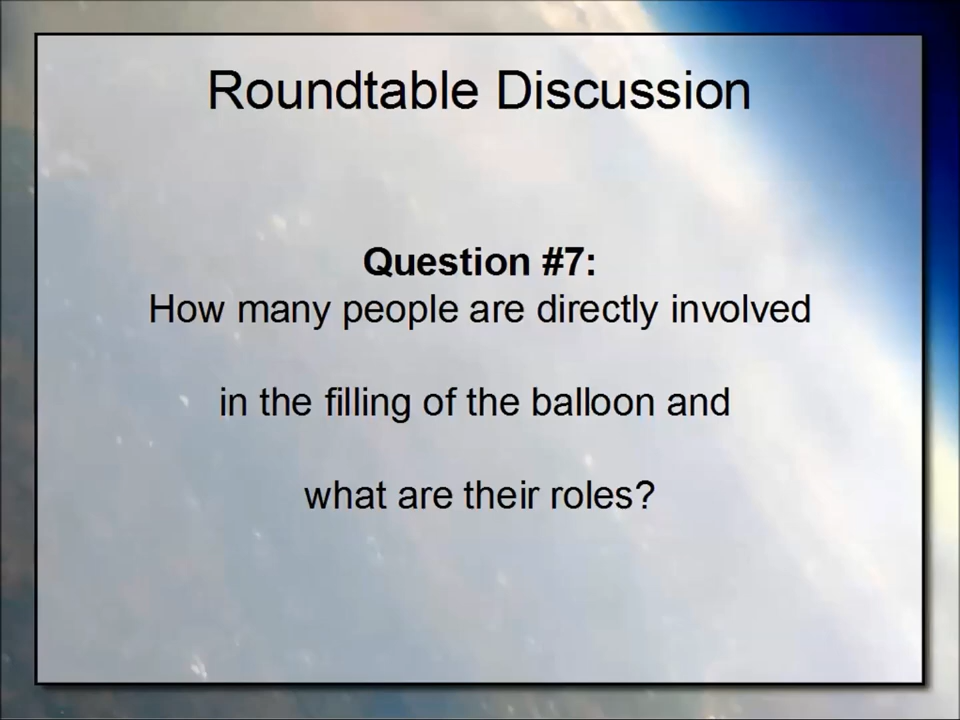 Roundtable Discussion
Question #7:
How many people are directly involved
in the filling of the balloon and
what are their roles?